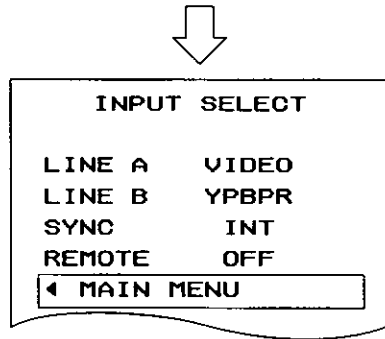 INPUT SELECT
LINE A VIDEO
LINE B YPBPR
SYNC INT
REMOTE OFF
◀ MAIN MENU